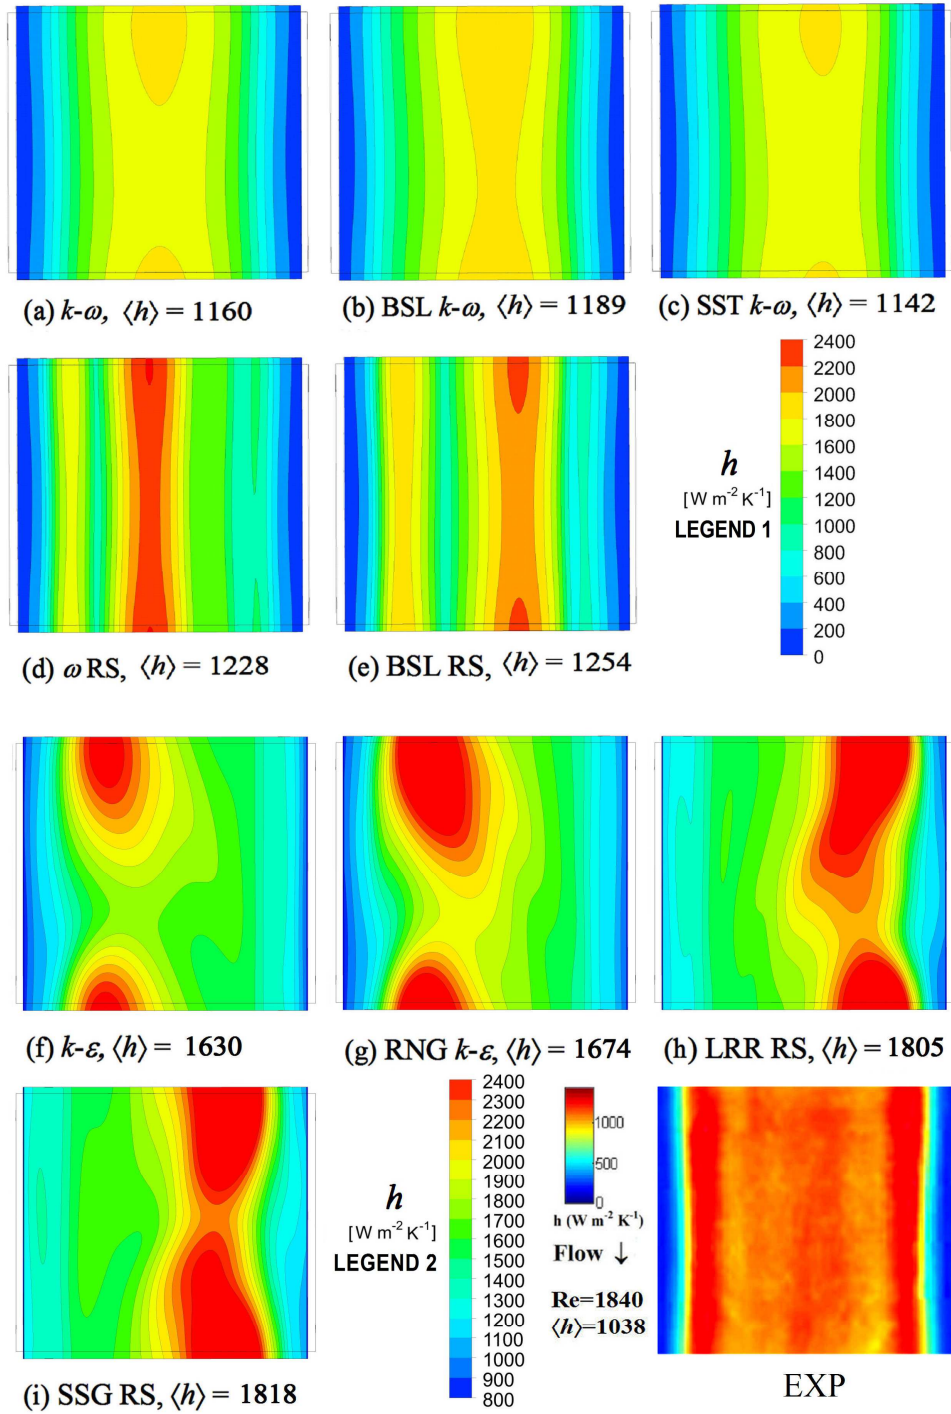 (a) k-ω, ⟨h⟩ = 1160
(b) BSL k-ω, ⟨h⟩ = 1189
(c) SST k-ω, ⟨h⟩ = 1142
(d) ω RS, ⟨h⟩ = 1228
(e) BSL RS, ⟨h⟩ = 1254
h
[W m⁻² K⁻¹]
LEGEND 1
2400
2200
2000
1800
1600
1400
1200
1000
800
600
400
200
0
(f) k-ε, ⟨h⟩ = 1630
(g) RNG k-ε, ⟨h⟩ = 1674
(h) LRR RS, ⟨h⟩ = 1805
(i) SSG RS, ⟨h⟩ = 1818
h
[W m⁻² K⁻¹]
LEGEND 2
2400
2300
2200
2100
2000
1900
1800
1700
1600
1500
1400
1300
1200
1100
1000
900
800
1000
500
0
h (W m⁻² K⁻¹)
Flow ↓
Re=1840
⟨h⟩=1038
EXP